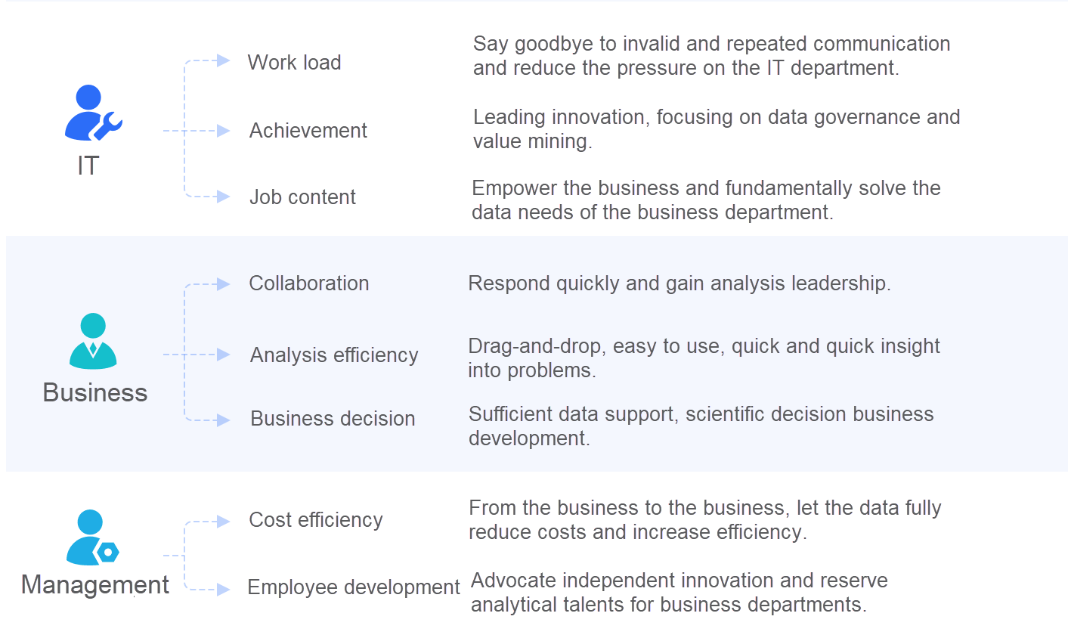 Work load
Say goodbye to invalid and repeated communication
and reduce the pressure on the IT department.
IT
Achievement
Leading innovation, focusing on data governance and
value mining.
Job content
Empower the business and fundamentally solve the
data needs of the business department.
Business
Collaboration
Respond quickly and gain analysis leadership.
Analysis efficiency
Drag-and-drop, easy to use, quick and quick insight
into problems.
Business decision
Sufficient data support, scientific decision business
development.
Management
Cost efficiency
From the business to the business, let the data fully
reduce costs and increase efficiency.
Employee development
Advocate independent innovation and reserve
analytical talents for business departments.